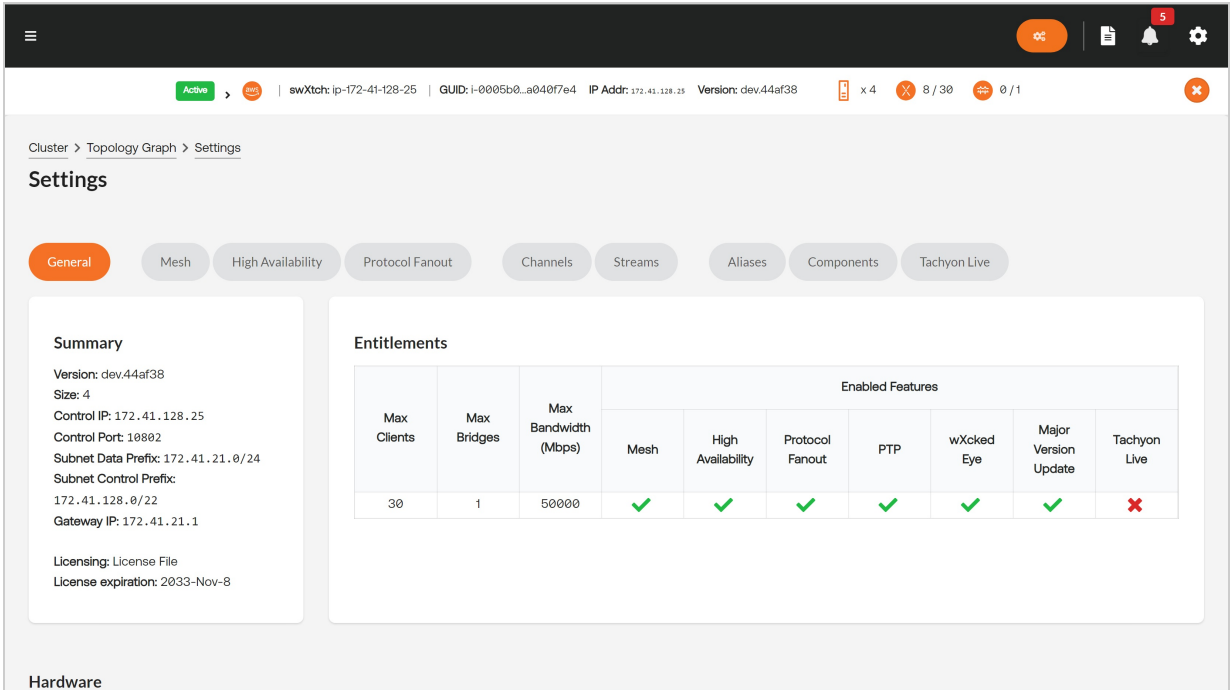 5
Active > aws | swXtch: ip-172-41-128-25 | GUID: i-0005b0...a040f7e4 IP Addr: 172.41.128.25 Version: dev.44af38 x 4 8 / 30 0 / 1
Cluster > Topology Graph > Settings
Settings
General Mesh High Availability Protocol Fanout Channels Streams Aliases Components Tachyon Live
Summary
Version: dev.44af38
Size: 4
Control IP: 172.41.128.25
Control Port: 10802
Subnet Data Prefix: 172.41.21.0/24
Subnet Control Prefix:
172.41.128.0/22
Gateway IP: 172.41.21.1
Licensing: License File
License expiration: 2033-Nov-8
Entitlements
Max
Clients
Max
Bridges
Max
Bandwidth
(Mbps)
Enabled Features
Mesh
High
Availability
Protocol
Fanout
PTP
wXcked
Eye
Major
Version
Update
Tachyon
Live
30 1 50000
Hardware